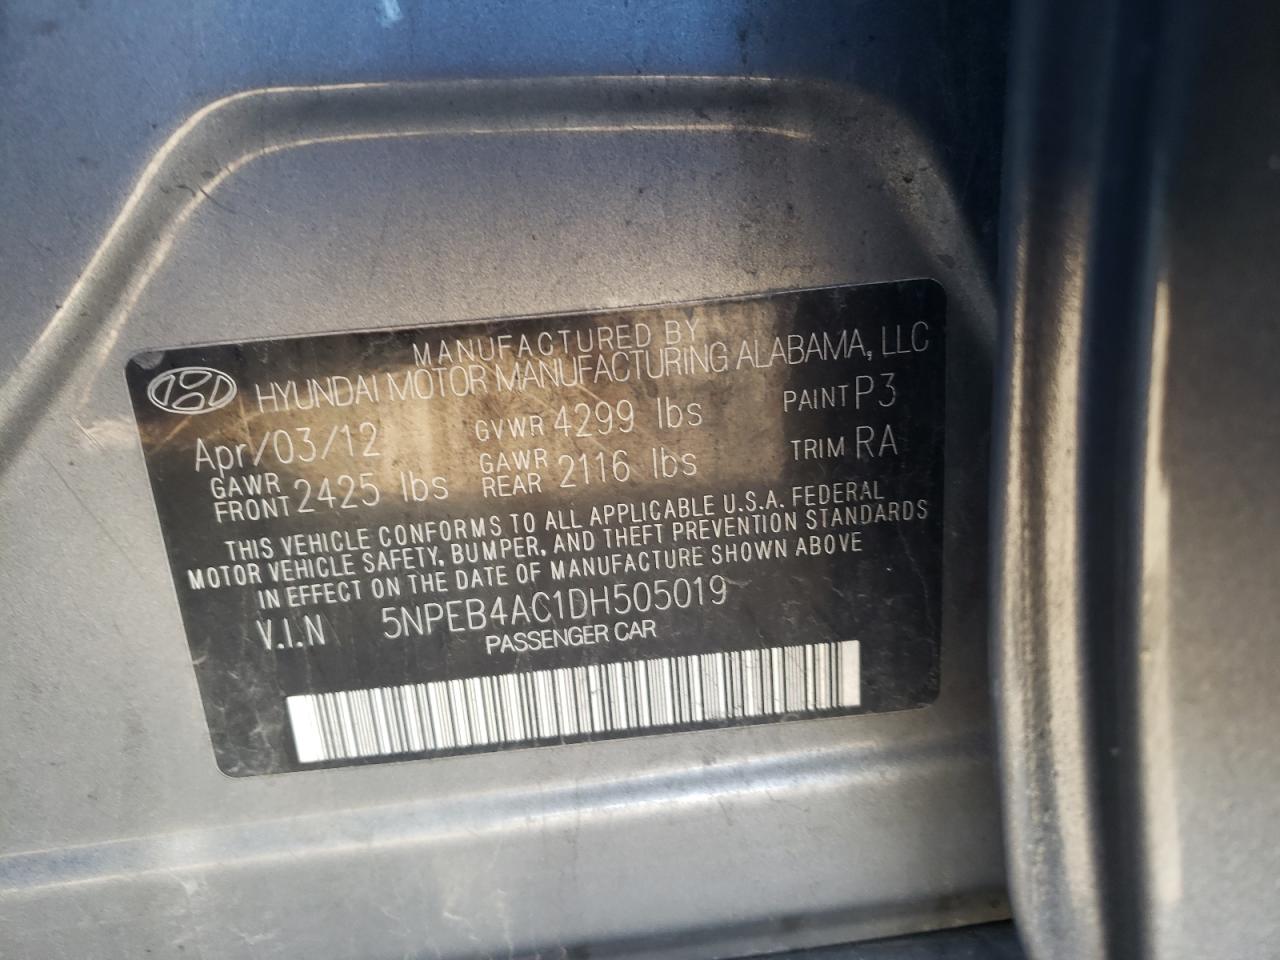 MANUFACTURED BY
HYUNDAI MOTOR MANUFACTURING ALABAMA, LLC
Apr/03/12 GVWR 4299 lbs PAINT P3
GAWR FRONT 2425 lbs GAWR REAR 2116 lbs TRIM RA
THIS VEHICLE CONFORMS TO ALL APPLICABLE U.S.A. FEDERAL
MOTOR VEHICLE SAFETY, BUMPER, AND THEFT PREVENTION STANDARDS
IN EFFECT ON THE DATE OF MANUFACTURE SHOWN ABOVE
V.I.N 5NPEB4AC1DH505019
PASSENGER CAR